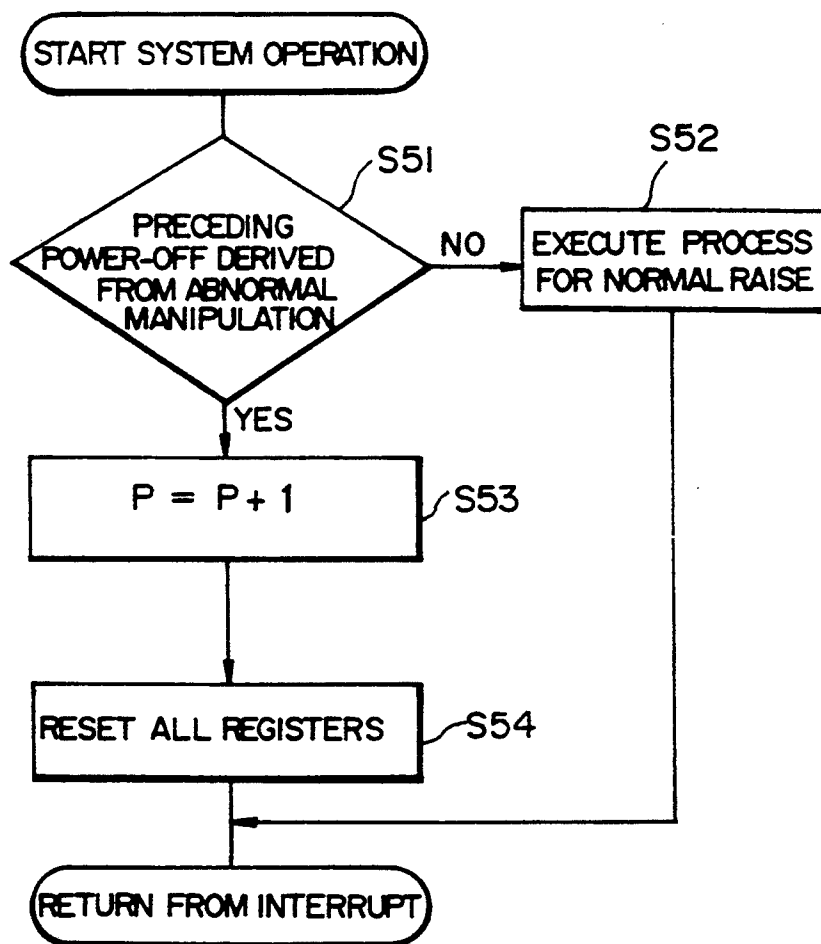 START SYSTEM OPERATION
S51
PRECEDING
POWER-OFF DERIVED
FROM ABNORMAL
MANIPULATION
NO
S52
EXECUTE PROCESS
FOR NORMAL RAISE
YES
P = P + 1
S53
RESET ALL REGISTERS
S54
RETURN FROM INTERRUPT